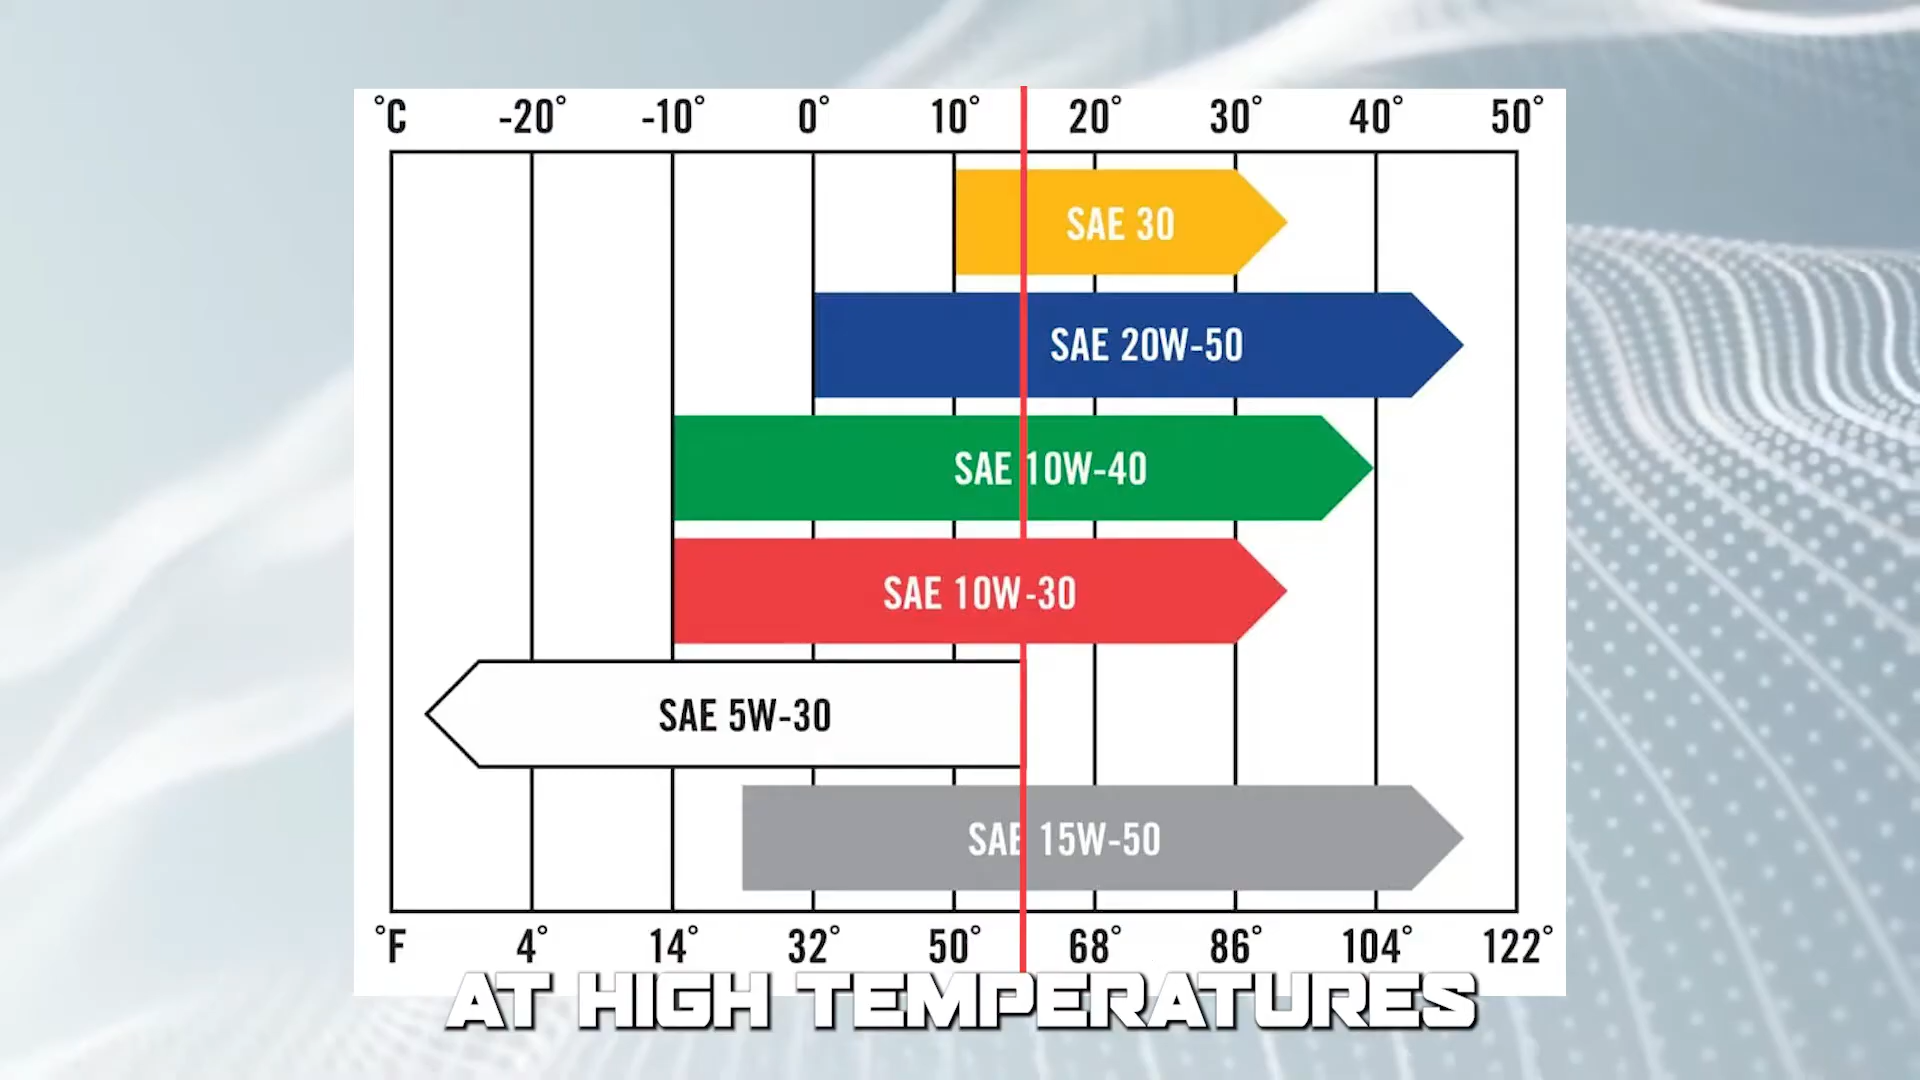 °C -20° -10° 0° 10° 20° 30° 40° 50°
SAE 30
SAE 20W-50
SAE 10W-40
SAE 10W-30
SAE 5W-30
SAE 15W-50
°F 4° 14° 32° 50° 68° 86° 104° 122°
AT HIGH TEMPERATURES